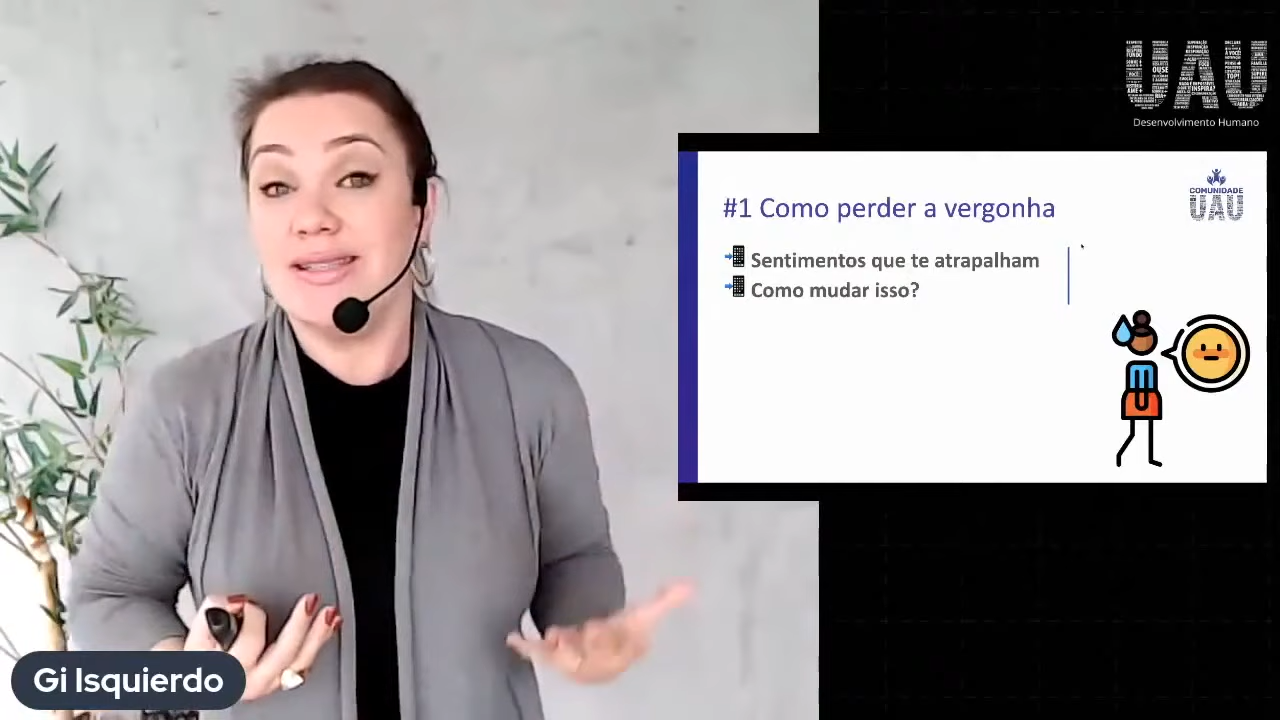 UAU
Desenvolvimento Humano
COMUNIDADE
UAU
#1 Como perder a vergonha
Sentimentos que te atrapalham
Como mudar isso?
Gi Isquierdo